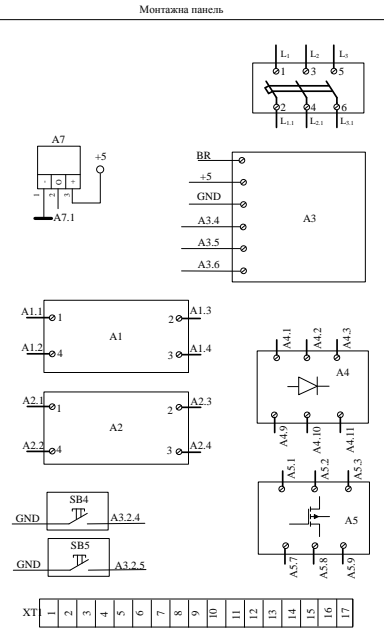 Монтажна панель
L1 L2 L3
1 3 5
2 4 6
L1.1 L2.1 L3.1
A7
+5
- O +
1 2 3
A7.1
BR
+5
GND
A3.4
A3.5
A3.6
A3
A1.1 1 2 A1.3
A1
A1.2 4 3 A1.4
A2.1 1 2 A2.3
A2
A2.2 4 3 A2.4
A4.1 A4.2 A4.3
A4
A4.9 A4.10 A4.11
A5.1 A5.2 A5.3
A5
A5.7 A5.8 A5.9
SB4
GND A3.2.4
SB5
GND A3.2.5
XT1 1 2 3 4 5 6 7 8 9 10 11 12 13 14 15 16 17